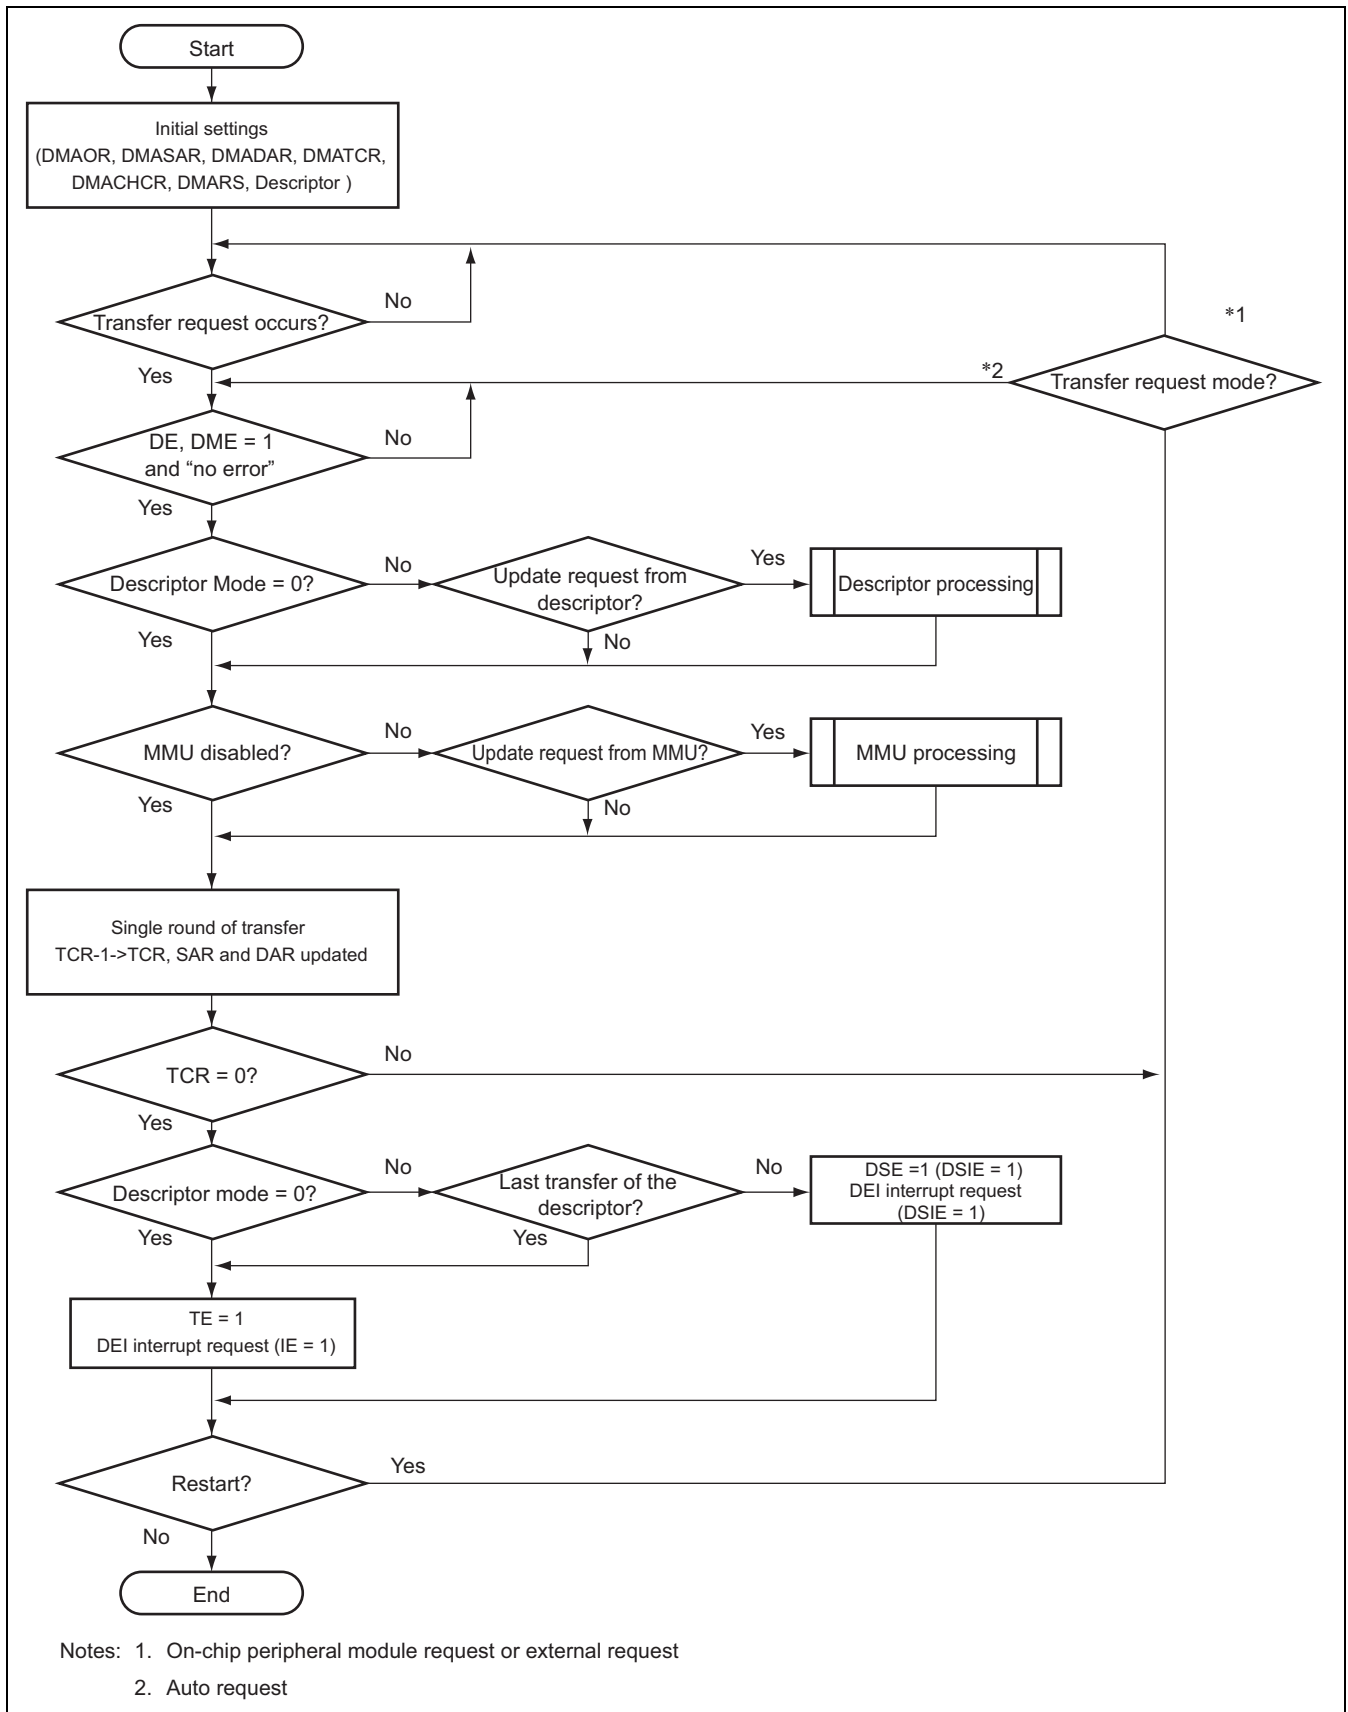 Start
Initial settings
(DMAOR, DMASAR, DMADAR, DMATCR,
DMACHCR, DMARS, Descriptor )
Transfer request occurs?
No
Yes
*1
Transfer request mode?
*2
DE, DME = 1
and “no error”
No
Yes
Descriptor Mode = 0?
No
Update request from
descriptor?
Yes
Descriptor processing
Yes
No
MMU disabled?
No
Update request from MMU?
Yes
MMU processing
Yes
No
Single round of transfer
TCR-1->TCR, SAR and DAR updated
TCR = 0?
No
Yes
Descriptor mode = 0?
No
Last transfer of the
descriptor?
No
DSE =1 (DSIE = 1)
DEI interrupt request
(DSIE = 1)
Yes
Yes
TE = 1
DEI interrupt request (IE = 1)
Restart?
Yes
No
End
Notes: 1. On-chip peripheral module request or external request
2. Auto request